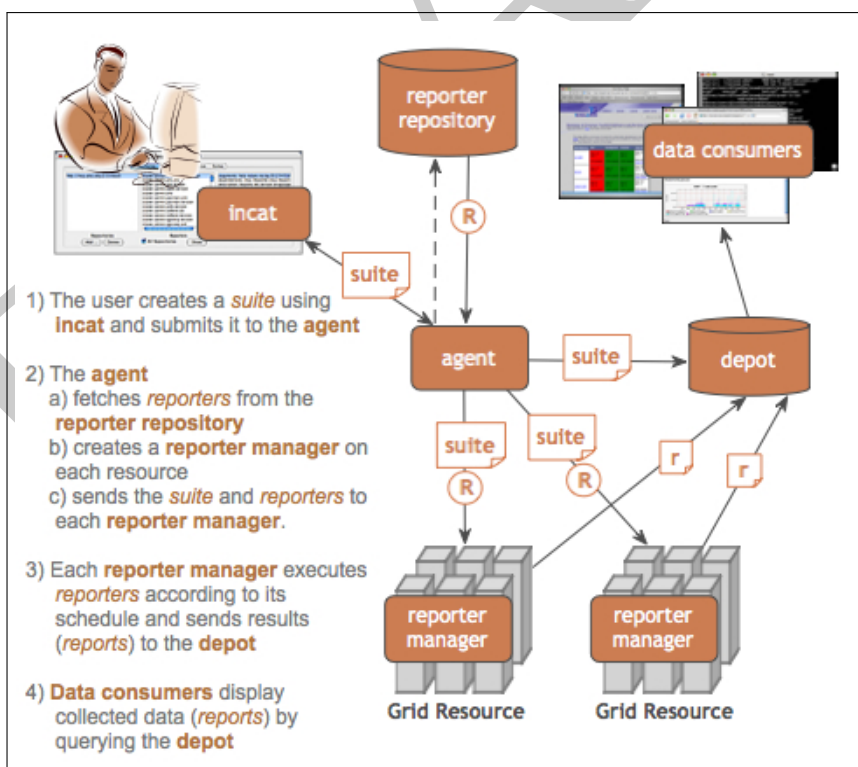 reporter
repository
data consumers
incat
R
suite
1) The user creates a suite using
incat and submits it to the agent
agent
suite
depot
2) The agent
a) fetches reporters from the
reporter repository
b) creates a reporter manager on
each resource
c) sends the suite and reporters to
each reporter manager.
suite
suite
R
R
r
r
3) Each reporter manager executes
reporters according to its
schedule and sends results
(reports) to the depot
reporter
manager
reporter
manager
Grid Resource
Grid Resource
4) Data consumers display
collected data (reports) by
querying the depot